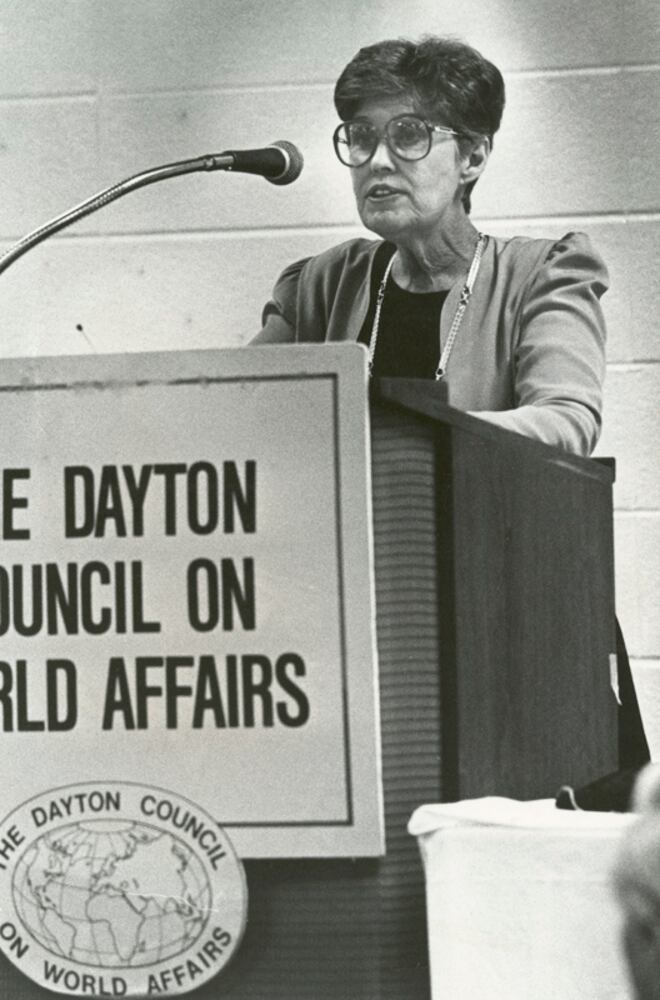 E DAYTON
OUNCIL ON
RLD AFFAIRS
THE DAYTON COUNCIL
ON WORLD AFFAIRS